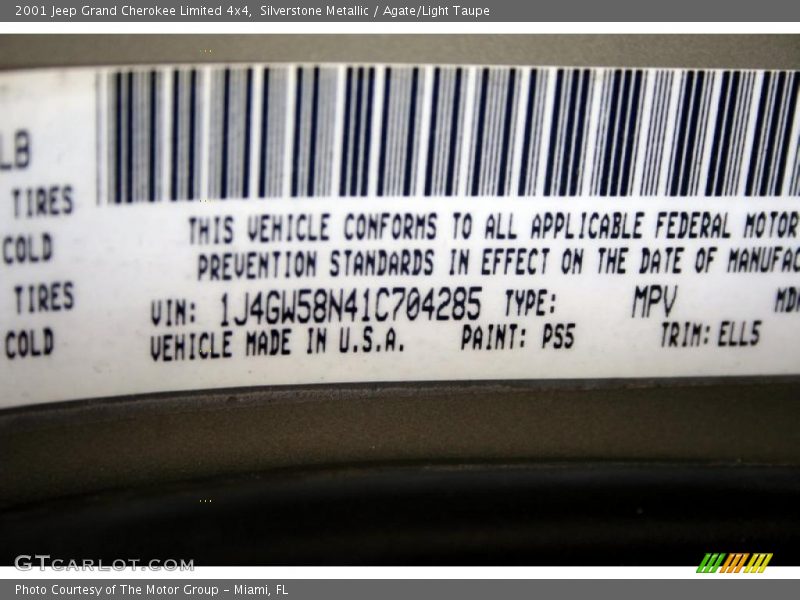 2001 Jeep Grand Cherokee Limited 4x4, Silverstone Metallic / Agate/Light Taupe
LB
TIRES
COLD
TIRES
COLD
THIS VEHICLE CONFORMS TO ALL APPLICABLE FEDERAL MOTOR
PREVENTION STANDARDS IN EFFECT ON THE DATE OF MANUFAC
VIN: 1J4GW58N41C704285 TYPE: MPV MDH
VEHICLE MADE IN U.S.A. PAINT: PS5 TRIM: ELL5
GTCARLOT.COM
Photo Courtesy of The Motor Group - Miami, FL